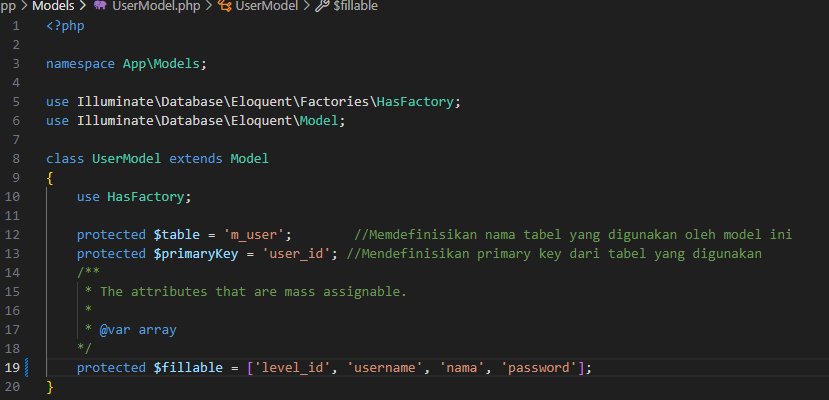 pp > Models > UserModel.php > UserModel > $fillable
1 <?php
2
3 namespace App\Models;
4
5 use Illuminate\Database\Eloquent\Factories\HasFactory;
6 use Illuminate\Database\Eloquent\Model;
7
8 class UserModel extends Model
9 {
10     use HasFactory;
11
12     protected $table = 'm_user';        //Memdefinisikan nama tabel yang digunakan oleh model ini
13     protected $primaryKey = 'user_id'; //Mendefinisikan primary key dari tabel yang digunakan
14     /**
15      * The attributes that are mass assignable.
16      *
17      * @var array
18     */
19     protected $fillable = ['level_id', 'username', 'nama', 'password'];
20 }